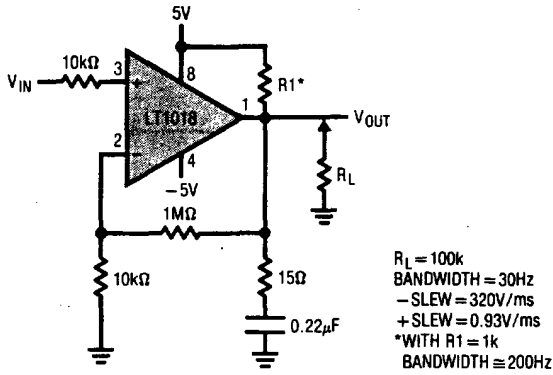 5V
10kΩ
V_IN
3
+
8
R1*
LT1018
1
V_OUT
2
−
4
−5V
R_L
1MΩ
10kΩ
15Ω
0.22μF
R_L = 100k
BANDWIDTH = 30Hz
−SLEW = 320V/ms
+SLEW = 0.93V/ms
*WITH R1 = 1k
BANDWIDTH ≅ 200Hz